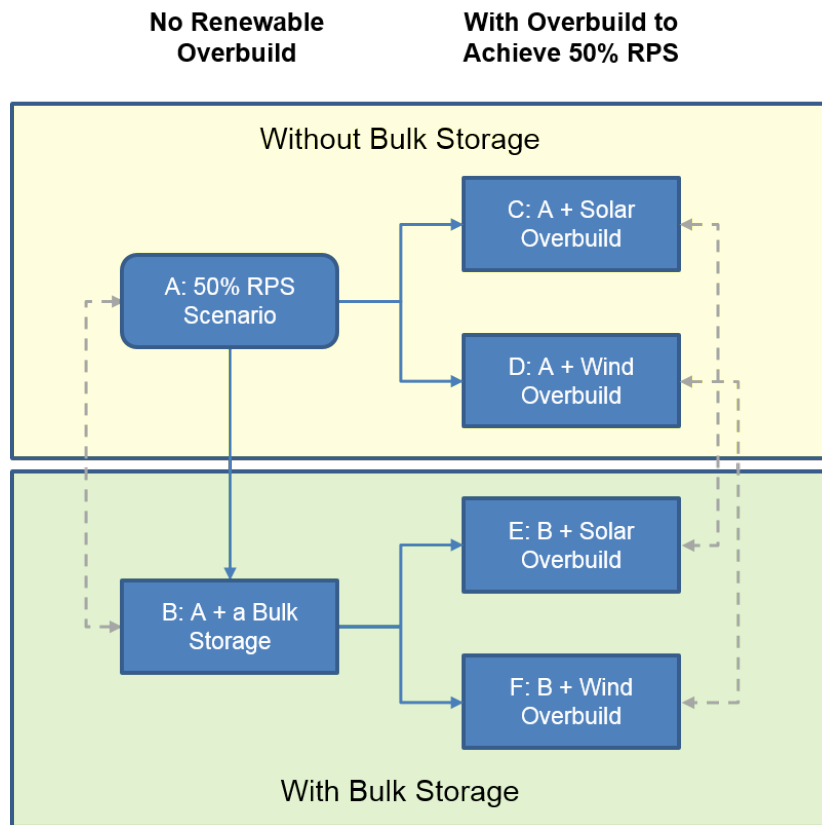 No Renewable
Overbuild
With Overbuild to
Achieve 50% RPS
Without Bulk Storage
C: A + Solar
Overbuild
A: 50% RPS
Scenario
D: A + Wind
Overbuild
E: B + Solar
Overbuild
B: A + a Bulk
Storage
F: B + Wind
Overbuild
With Bulk Storage